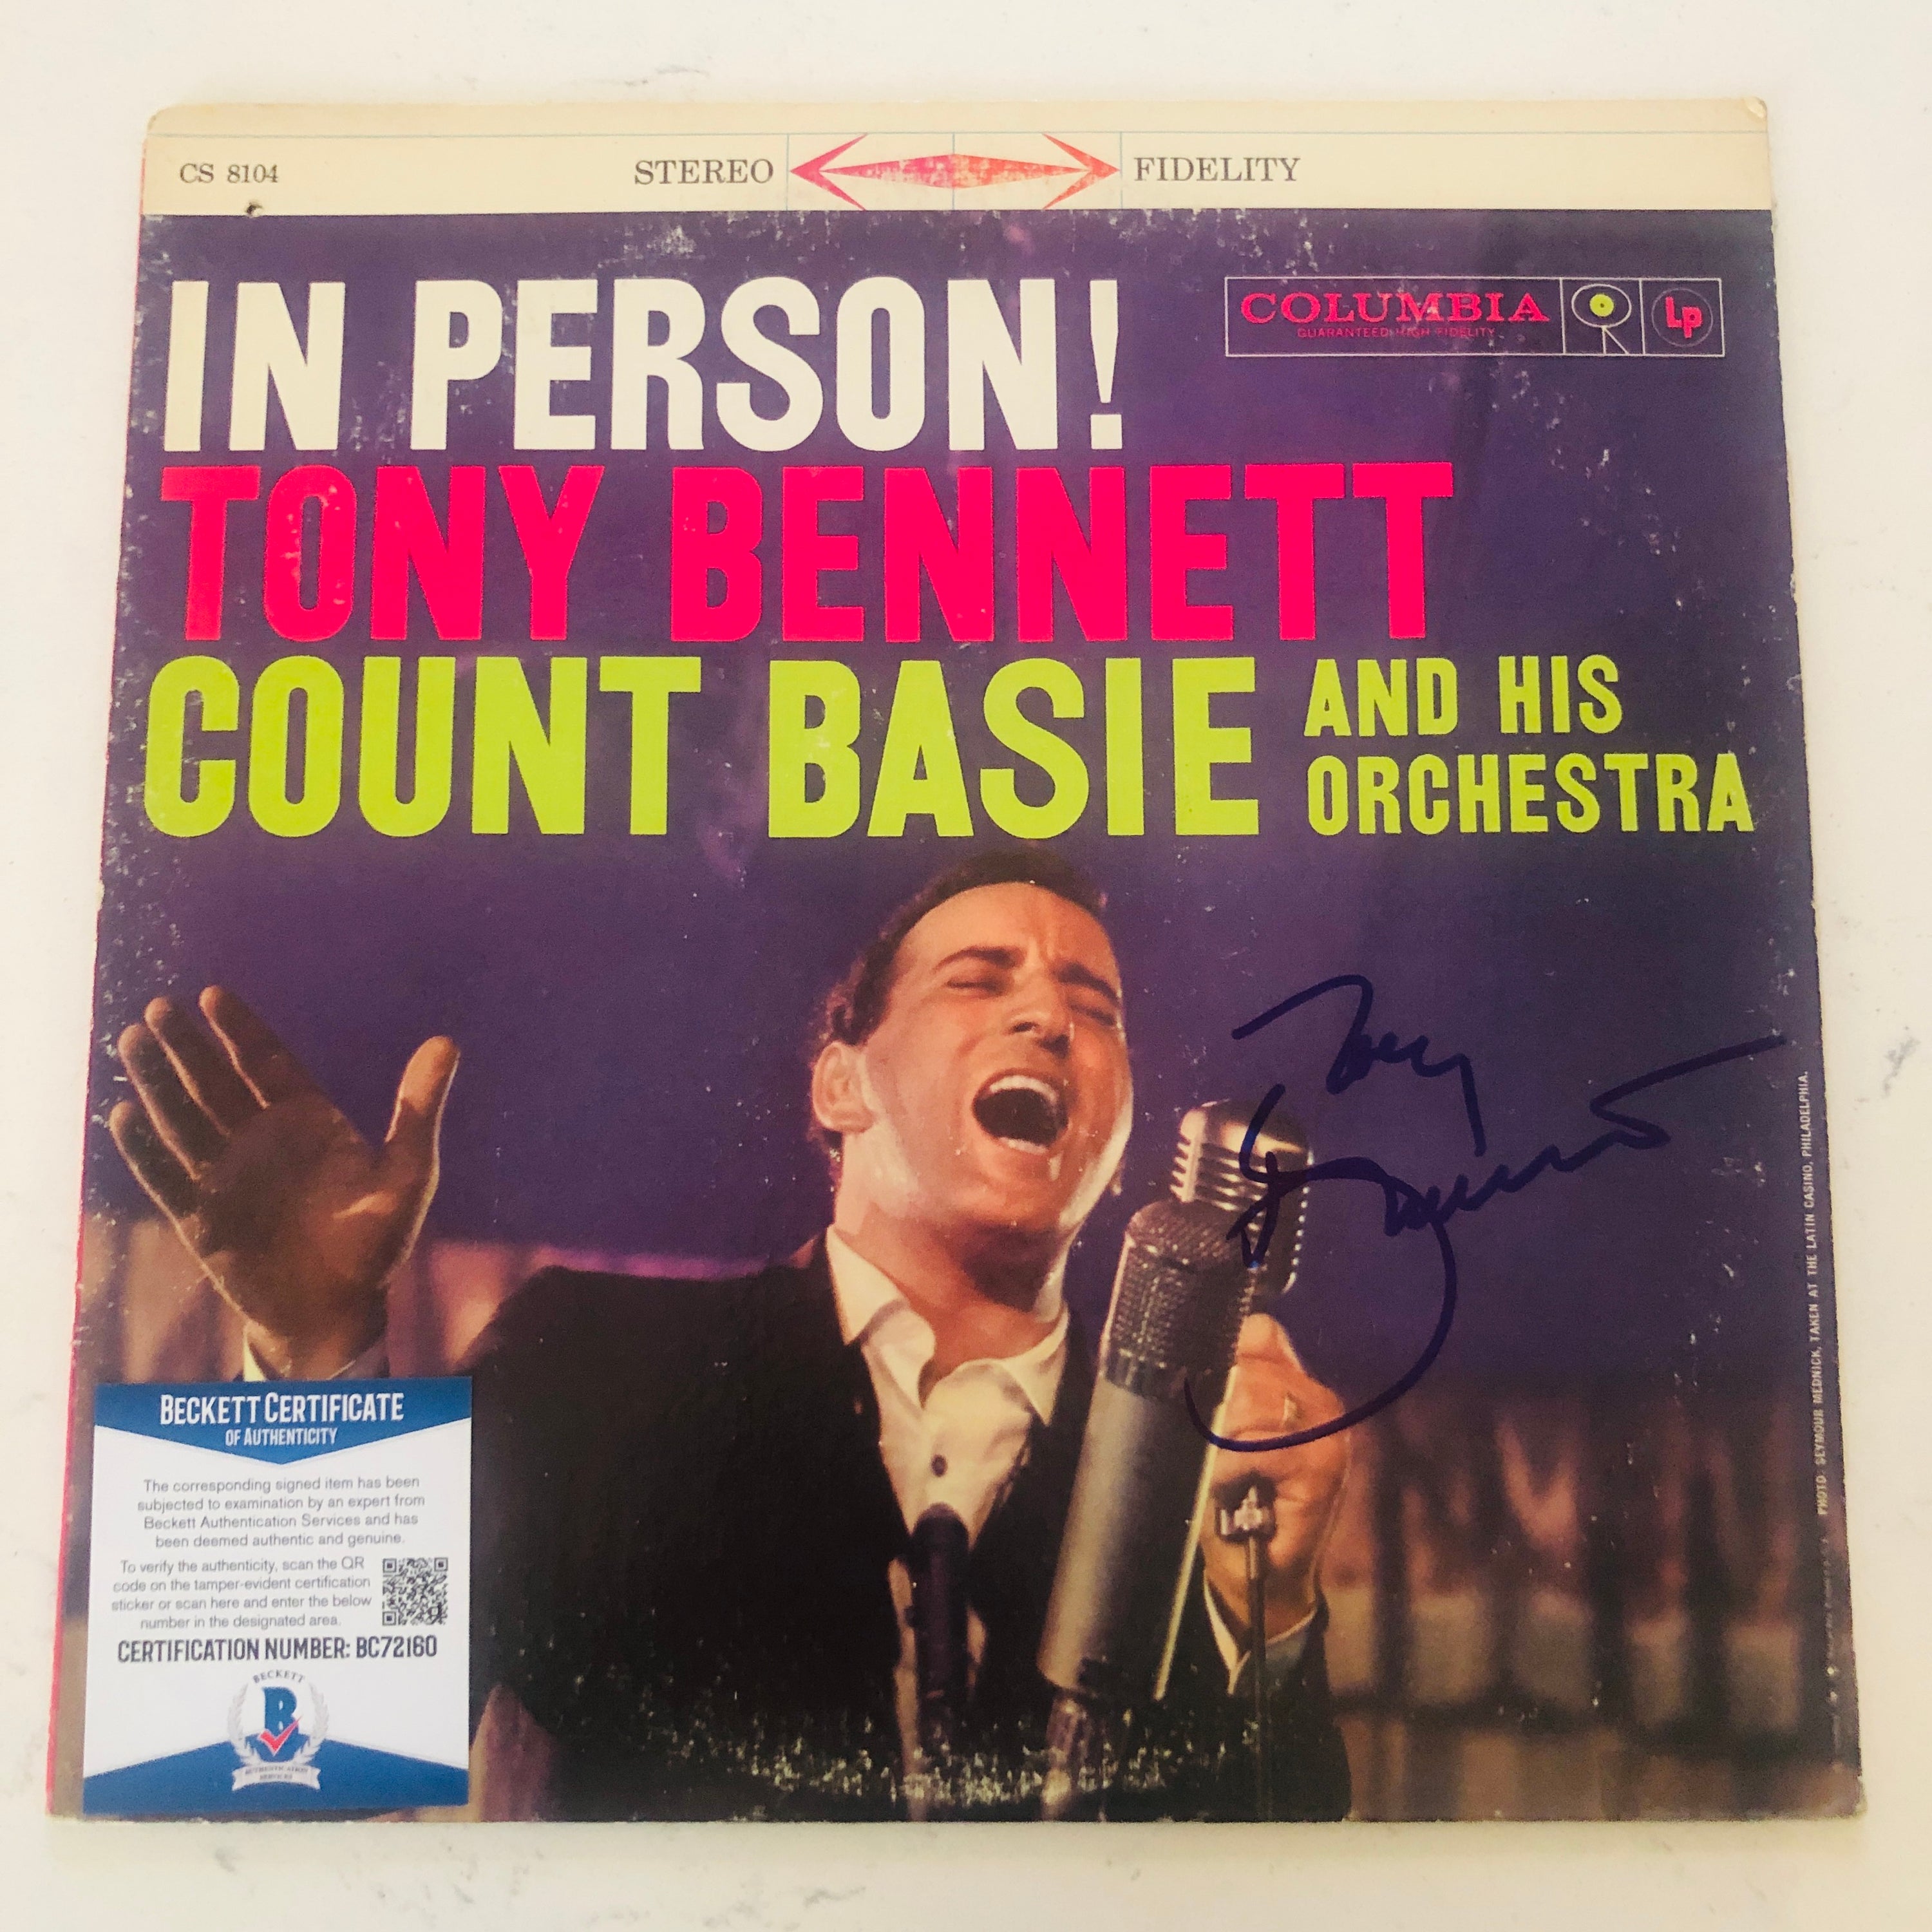 CS 8104
STEREO FIDELITY
IN PERSON!
COLUMBIA
GUARANTEED HIGH FIDELITY
Lp
TONY BENNETT
COUNT BASIE AND HIS
ORCHESTRA
Tony
Bennett
PHOTO: SEYMOUR MEDNICK, TAKEN AT THE LATIN CASINO, PHILADELPHIA.
BECKETT CERTIFICATE
OF AUTHENTICITY
The corresponding signed item has been
subjected to examination by an expert from
Beckett Authentication Services and has
been deemed authentic and genuine.
To verify the authenticity, scan the QR
code on the tamper-evident certification
sticker or scan here and enter the below
number in the designated area.
CERTIFICATION NUMBER: BC72160
BECKETT
B
AUTHENTICATION
SERVICES